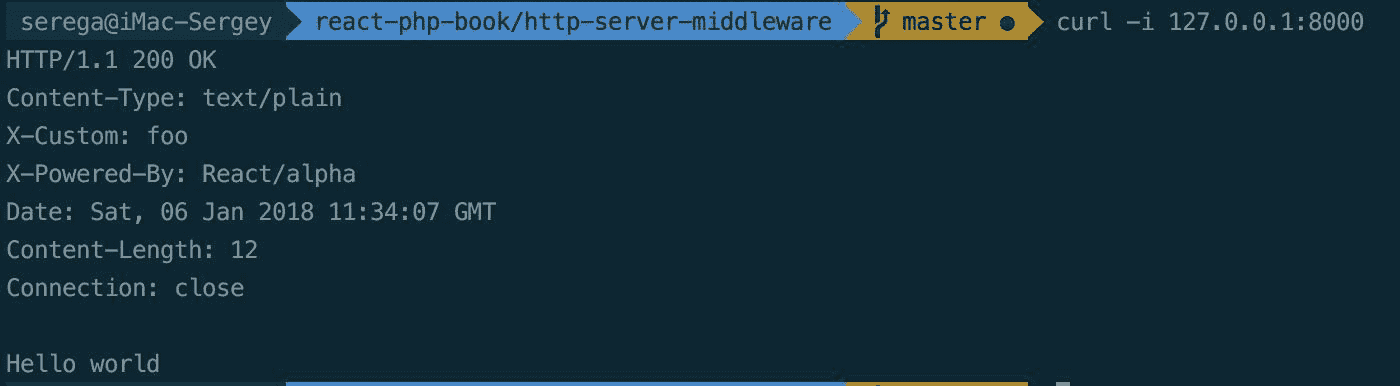 serega@iMac-Sergey react-php-book/http-server-middleware master ● curl -i 127.0.0.1:8000
HTTP/1.1 200 OK
Content-Type: text/plain
X-Custom: foo
X-Powered-By: React/alpha
Date: Sat, 06 Jan 2018 11:34:07 GMT
Content-Length: 12
Connection: close
Hello world